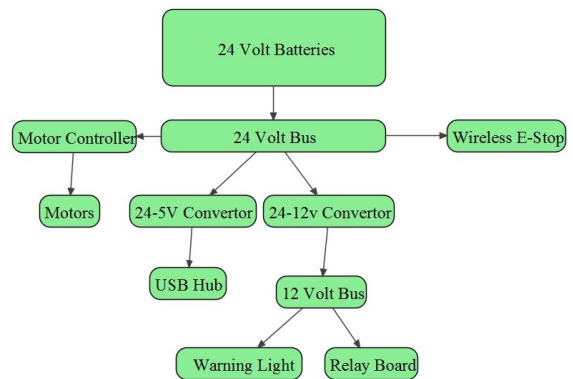 24 Volt Batteries
Motor Controller
24 Volt Bus
Wireless E-Stop
Motors
24-5V Convertor
24-12v Convertor
USB Hub
12 Volt Bus
Warning Light
Relay Board